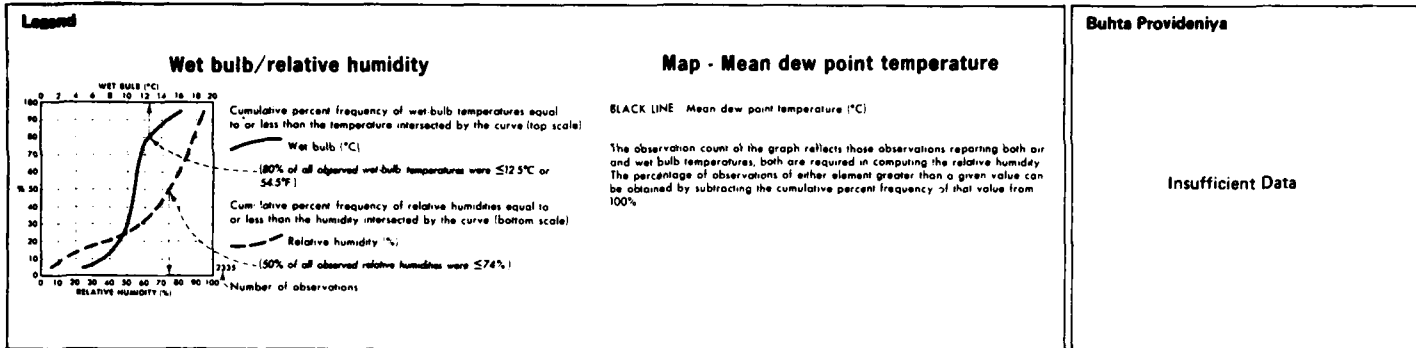 Legend
Wet bulb/relative humidity
WET BULB (°C)
0 2 4 6 8 10 12 14 16 18 20
100
90
80
70
60
50
40
30
20
10
0
%
0 10 20 30 40 50 60 70 80 90 100
RELATIVE HUMIDITY (%)
2335
Cumulative percent frequency of wet-bulb temperatures equal
to or less than the temperature intersected by the curve (top scale)
Wet bulb (°C)
(80% of all observed wet-bulb temperatures were ≤12.5°C or
54.5°F)
Cumulative percent frequency of relative humidities equal to
or less than the humidity intersected by the curve (bottom scale)
Relative humidity (%)
(50% of all observed relative humidities were ≤74%)
Number of observations
Map - Mean dew point temperature
BLACK LINE Mean dew point temperature (°C)
The observation count of the graph reflects those observations reporting both air
and wet bulb temperatures, both are required in computing the relative humidity
The percentage of observations of either element greater than a given value can
be obtained by subtracting the cumulative percent frequency of that value from
100%
Buhta Provideniya
Insufficient Data